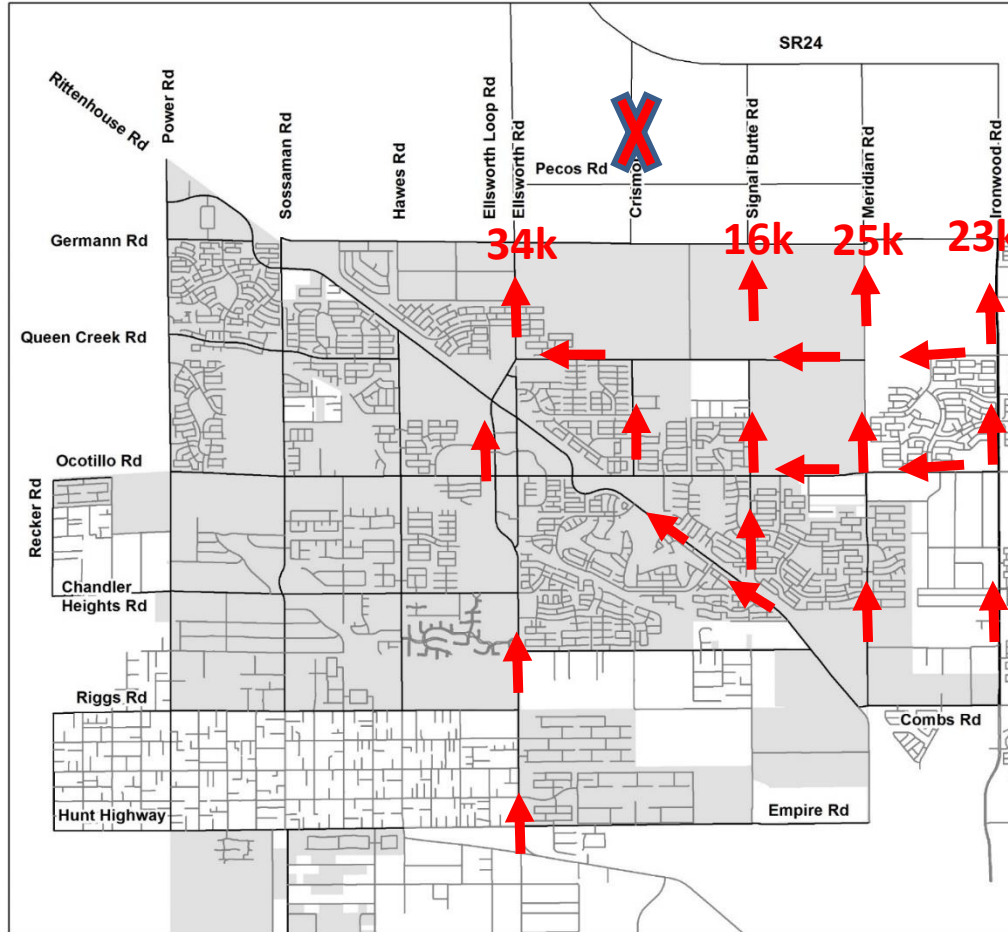 SR24
Rittenhouse Rd
Power Rd
Sossaman Rd
Hawes Rd
Ellsworth Loop Rd
Ellsworth Rd
Crismo
Signal Butte Rd
Meridian Rd
Ironwood Rd
X
Pecos Rd
Germann Rd
34k
16k
25k
23k
Queen Creek Rd
Ocotillo Rd
Recker Rd
Chandler
Heights Rd
Riggs Rd
Combs Rd
Hunt Highway
Empire Rd